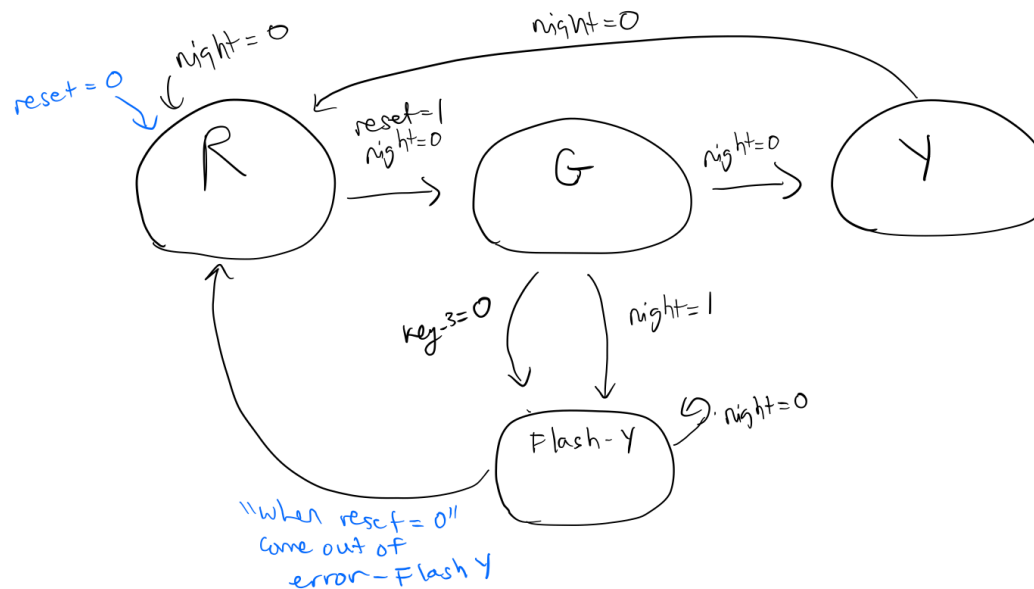 night=0
night=0
reset=0
reset=1
night=0
R
G
night=0
Y
key-3=0
night=1
Flash-Y
night=0
"when reset=0"
come out of
error-Flash Y